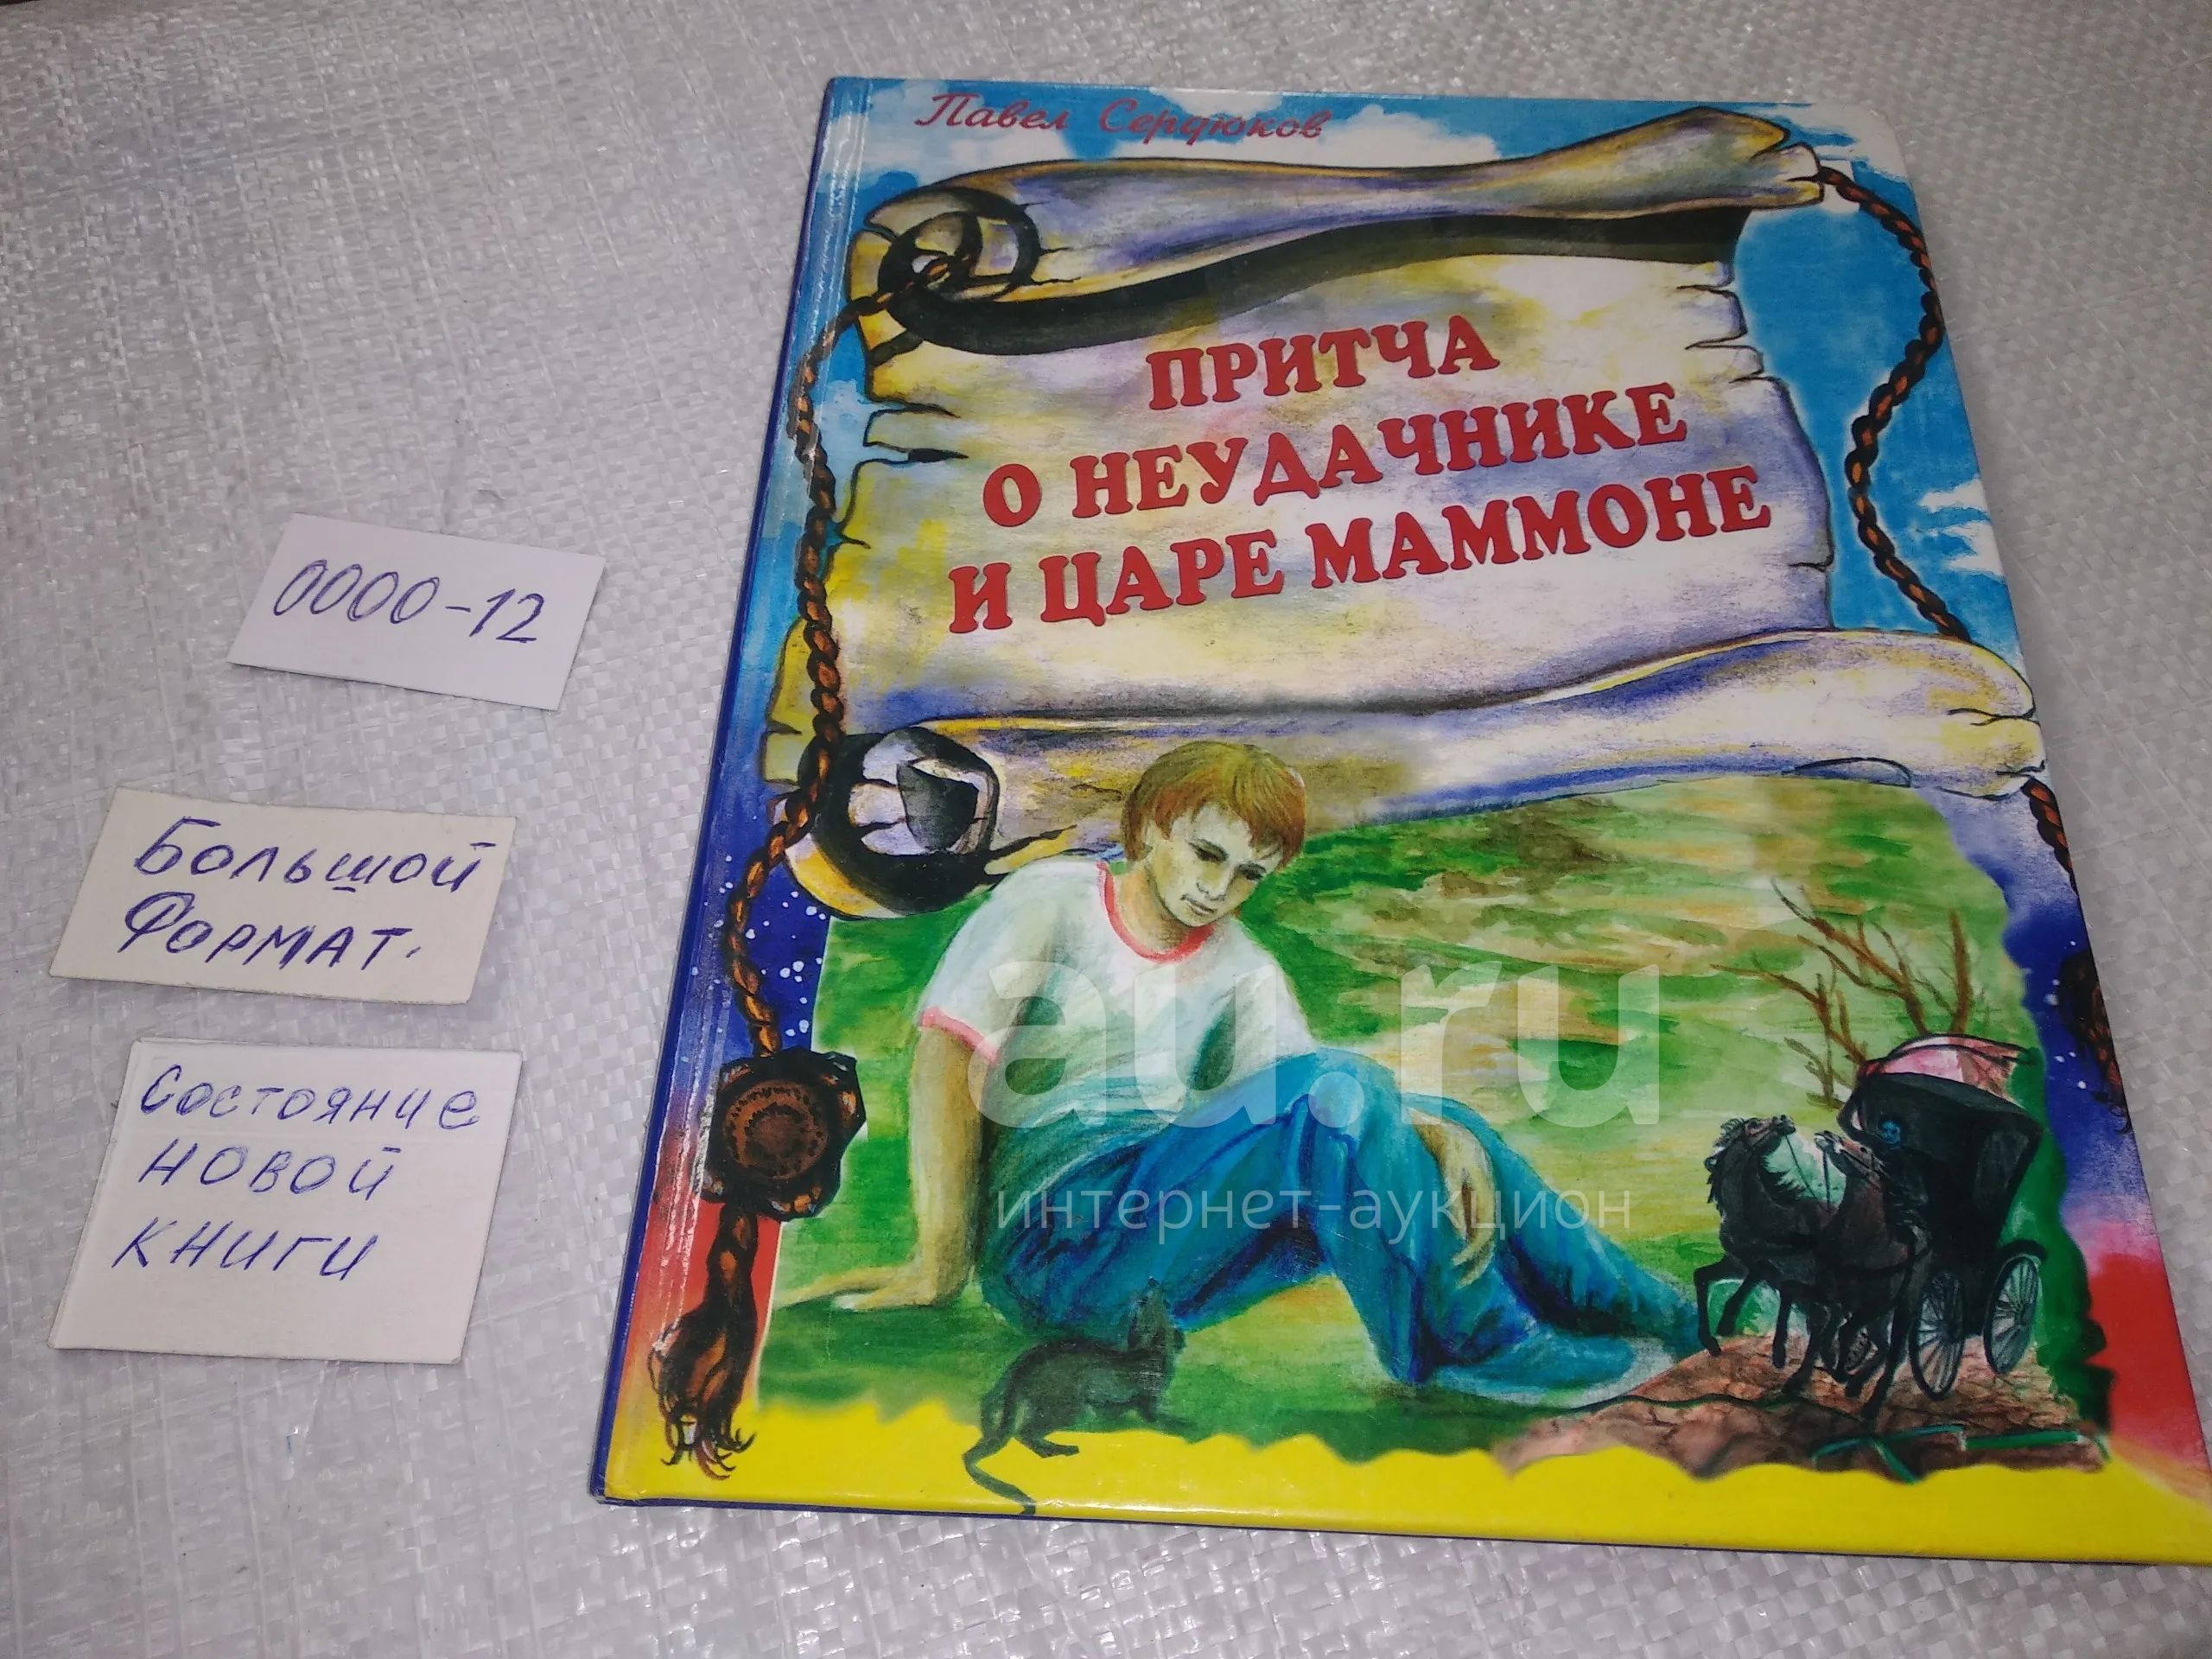 Павел Сердюков
ПРИТЧА
О НЕУДАЧНИКЕ
И ЦАРЕ МАММОНЕ
0000-12
Большой
Формат.
Состояние
новой
книги
au.ru
интернет-аукцион